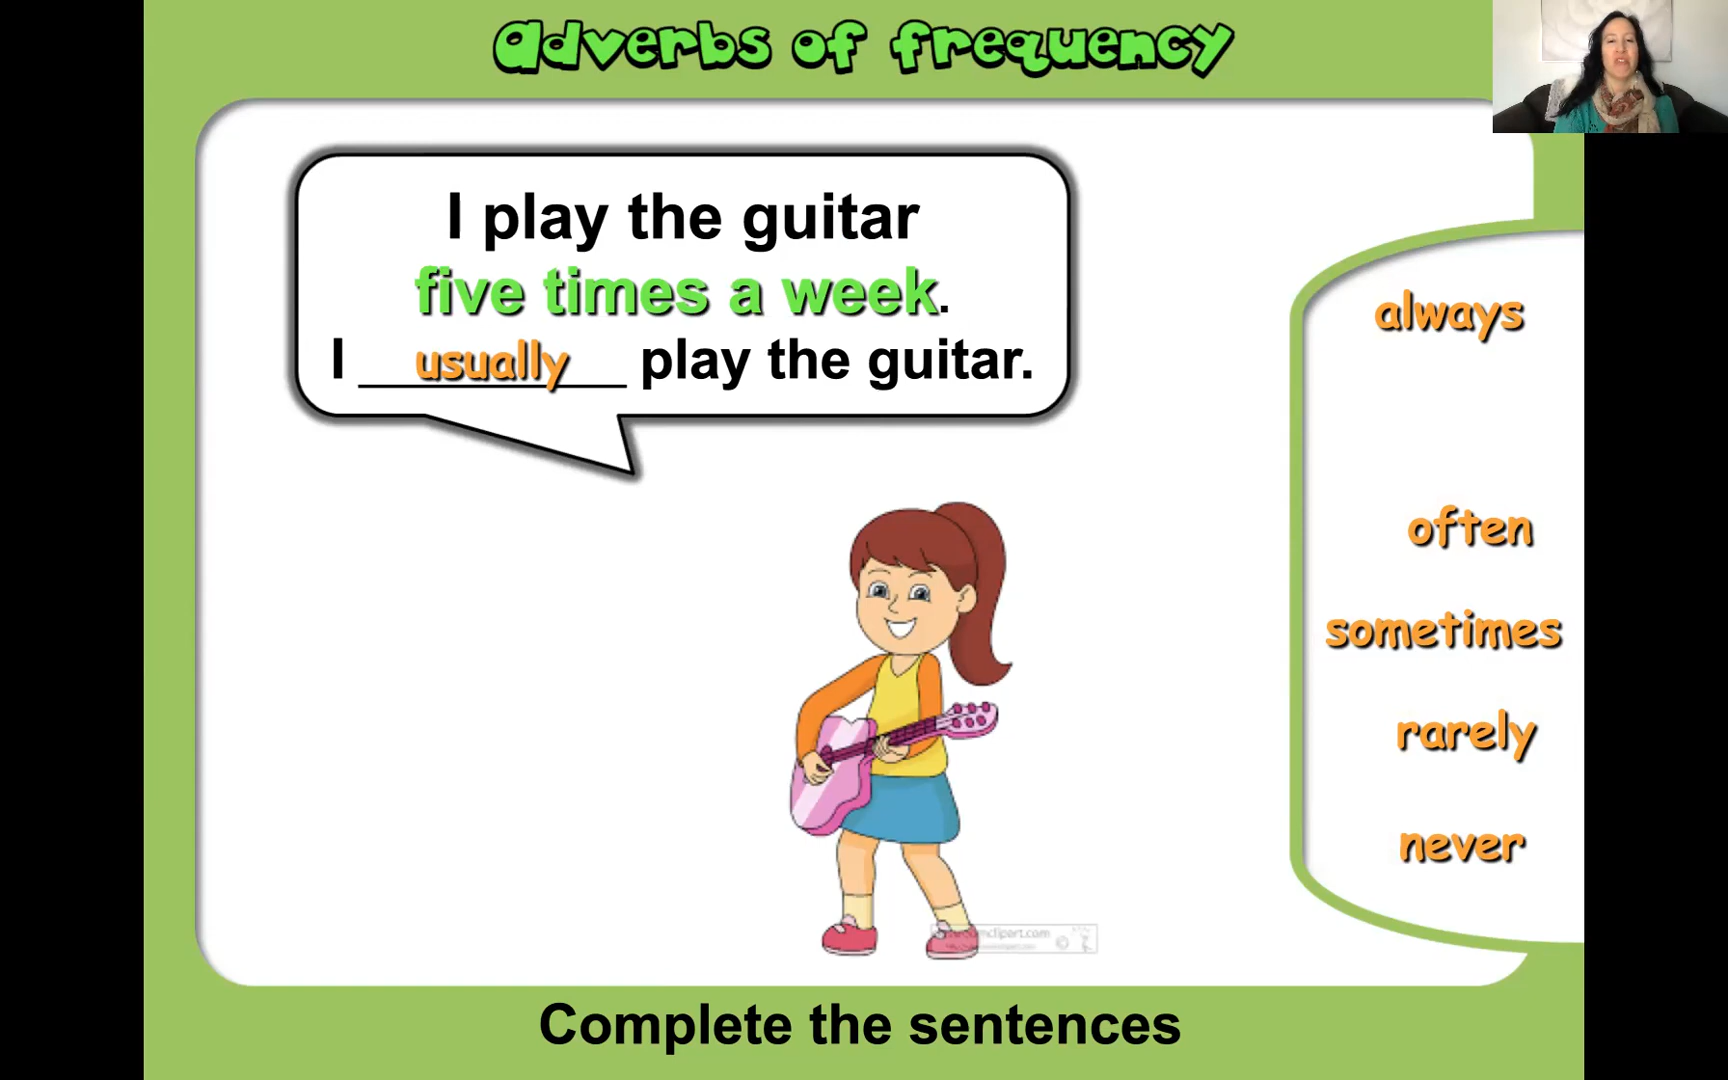 adverbs of frequency
I play the guitar
five times a week.
I usually play the guitar.
always
often
sometimes
rarely
never
Complete the sentences